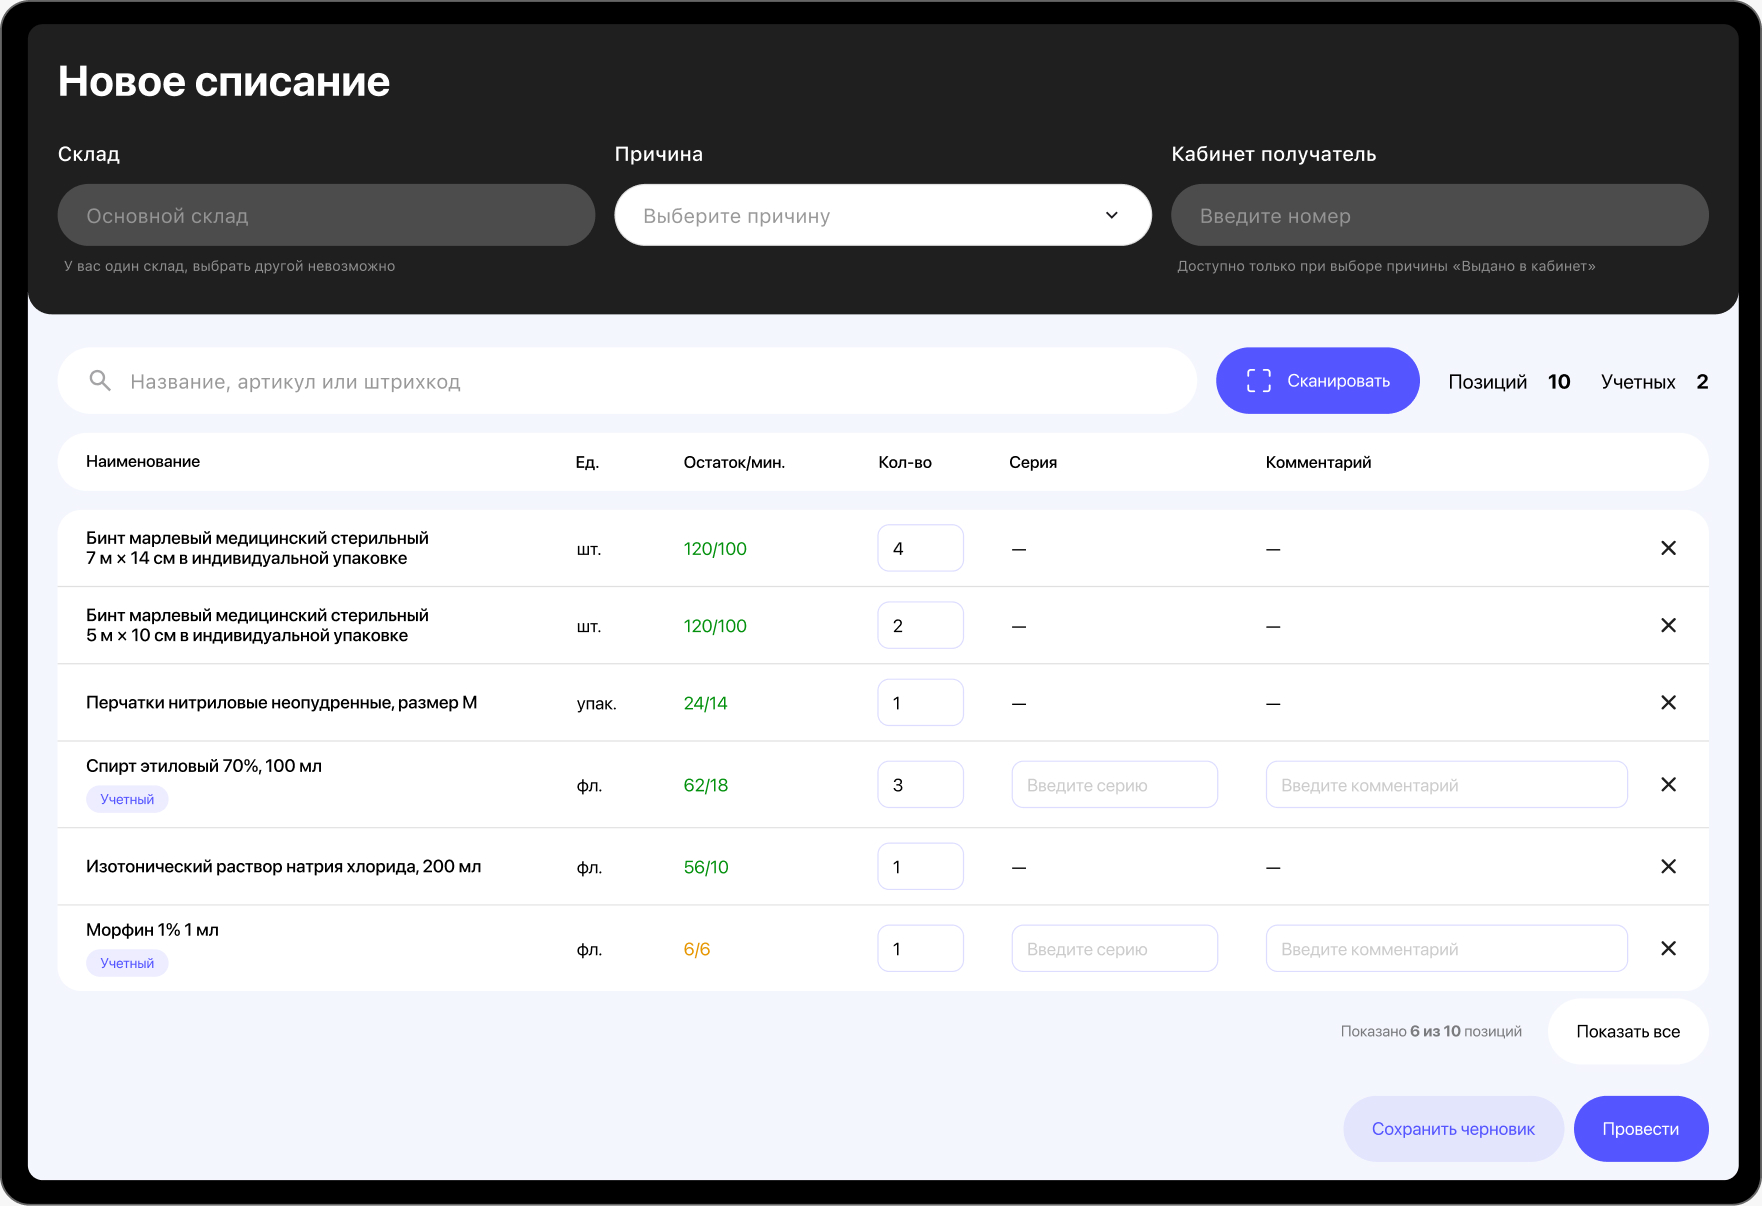 Новое списание
Склад
Причина
Кабинет получатель
Основной склад
Выберите причину
Введите номер
У вас один склад, выбрать другой невозможно
Доступно только при выборе причины «Выдано в кабинет»
Название, артикул или штрихкод
Сканировать
Позиций 10
Учетных 2
Наименование
Ед.
Остаток/мин.
Кол-во
Серия
Комментарий
Бинт марлевый медицинский стерильный
7 м × 14 см в индивидуальной упаковке
шт.
120/100
4
—
—
Бинт марлевый медицинский стерильный
5 м × 10 см в индивидуальной упаковке
шт.
120/100
2
—
—
Перчатки нитриловые неопудренные, размер M
упак.
24/14
1
—
—
Спирт этиловый 70%, 100 мл
Учетный
фл.
62/18
3
Введите серию
Введите комментарий
Изотонический раствор натрия хлорида, 200 мл
фл.
56/10
1
—
—
Морфин 1% 1 мл
Учетный
фл.
6/6
1
Введите серию
Введите комментарий
Показано 6 из 10 позиций
Показать все
Сохранить черновик
Провести